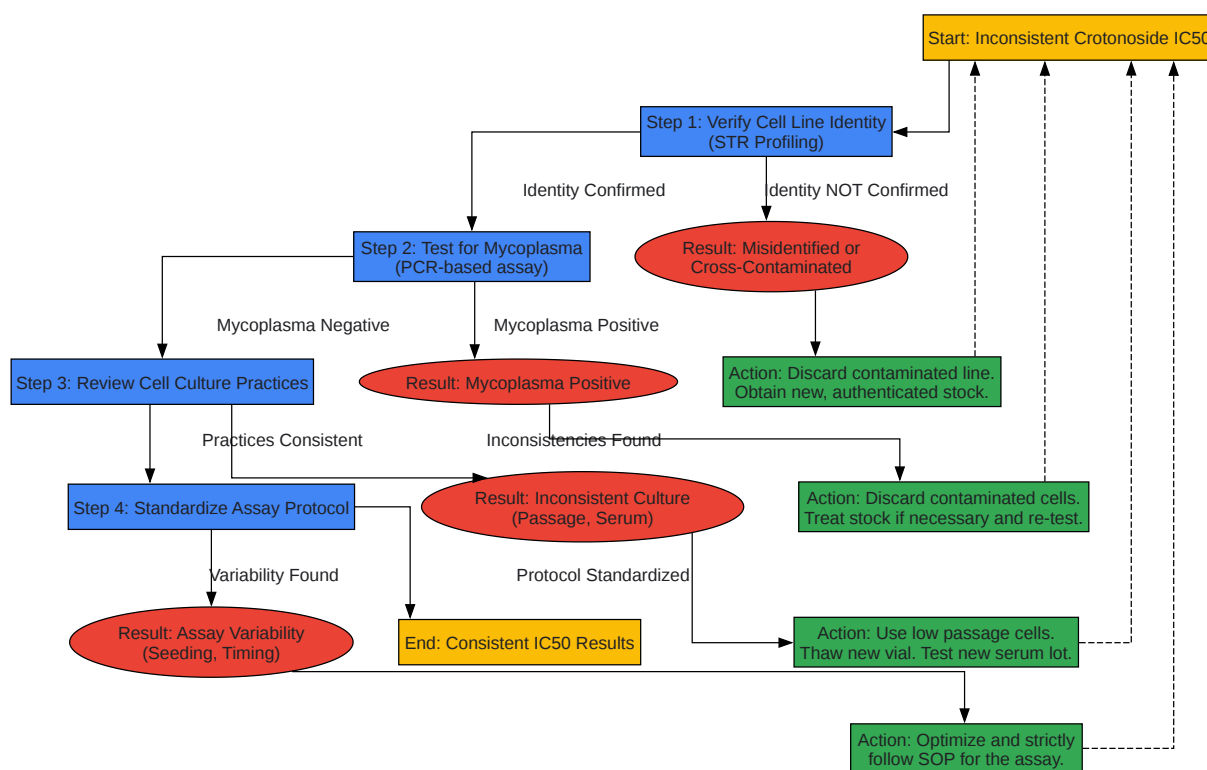 Start: Inconsistent Crotonoside IC50
Step 1: Verify Cell Line Identity
(STR Profiling)
Identity Confirmed
Identity NOT Confirmed
Step 2: Test for Mycoplasma
(PCR-based assay)
Result: Misidentified or
Cross-Contaminated
Mycoplasma Negative
Mycoplasma Positive
Step 3: Review Cell Culture Practices
Result: Mycoplasma Positive
Action: Discard contaminated line.
Obtain new, authenticated stock.
Practices Consistent
Inconsistencies Found
Step 4: Standardize Assay Protocol
Result: Inconsistent Culture
(Passage, Serum)
Action: Discard contaminated cells.
Treat stock if necessary and re-test.
Variability Found
Protocol Standardized
Result: Assay Variability
(Seeding, Timing)
End: Consistent IC50 Results
Action: Use low passage cells.
Thaw new vial. Test new serum lot.
Action: Optimize and strictly
follow SOP for the assay.